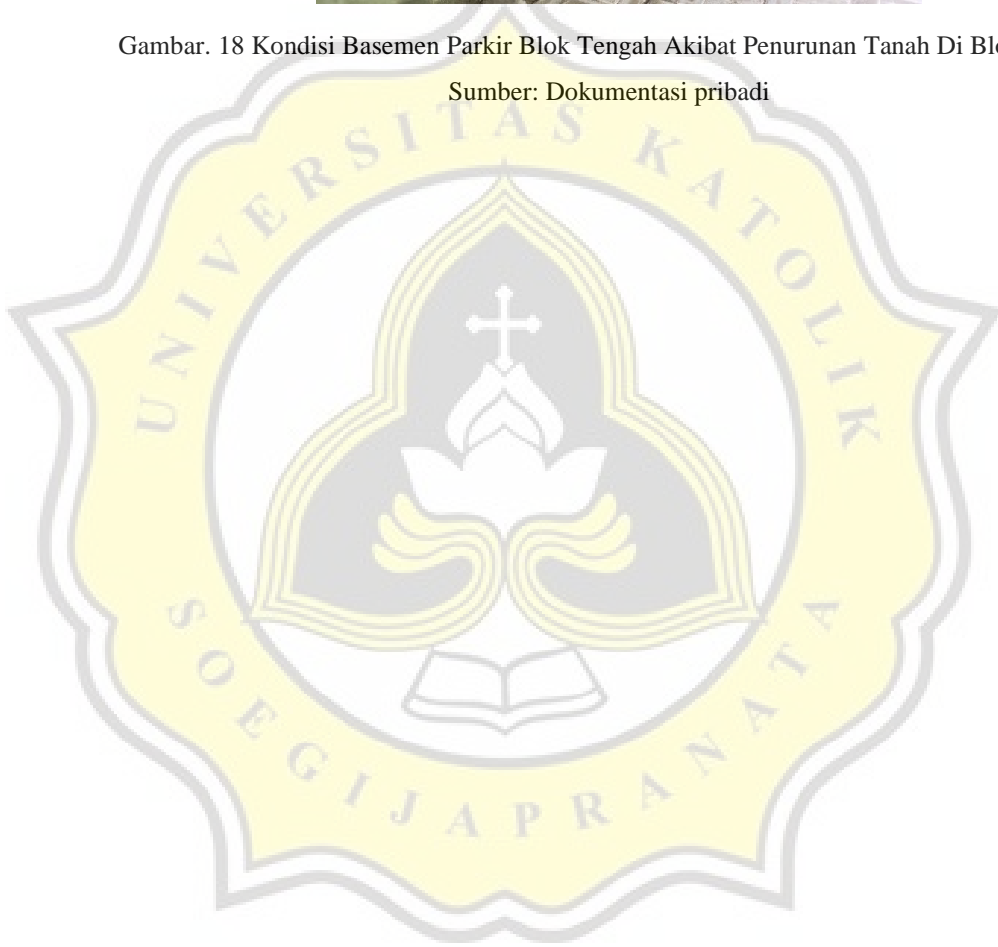 Gambar. 18 Kondisi Basemen Parkir Blok Tengah Akibat Penurunan Tanah Di
Sumber: Dokumentasi pribadi
UNIVERSITAS KATOLIK
SOEGIJAPRANATA